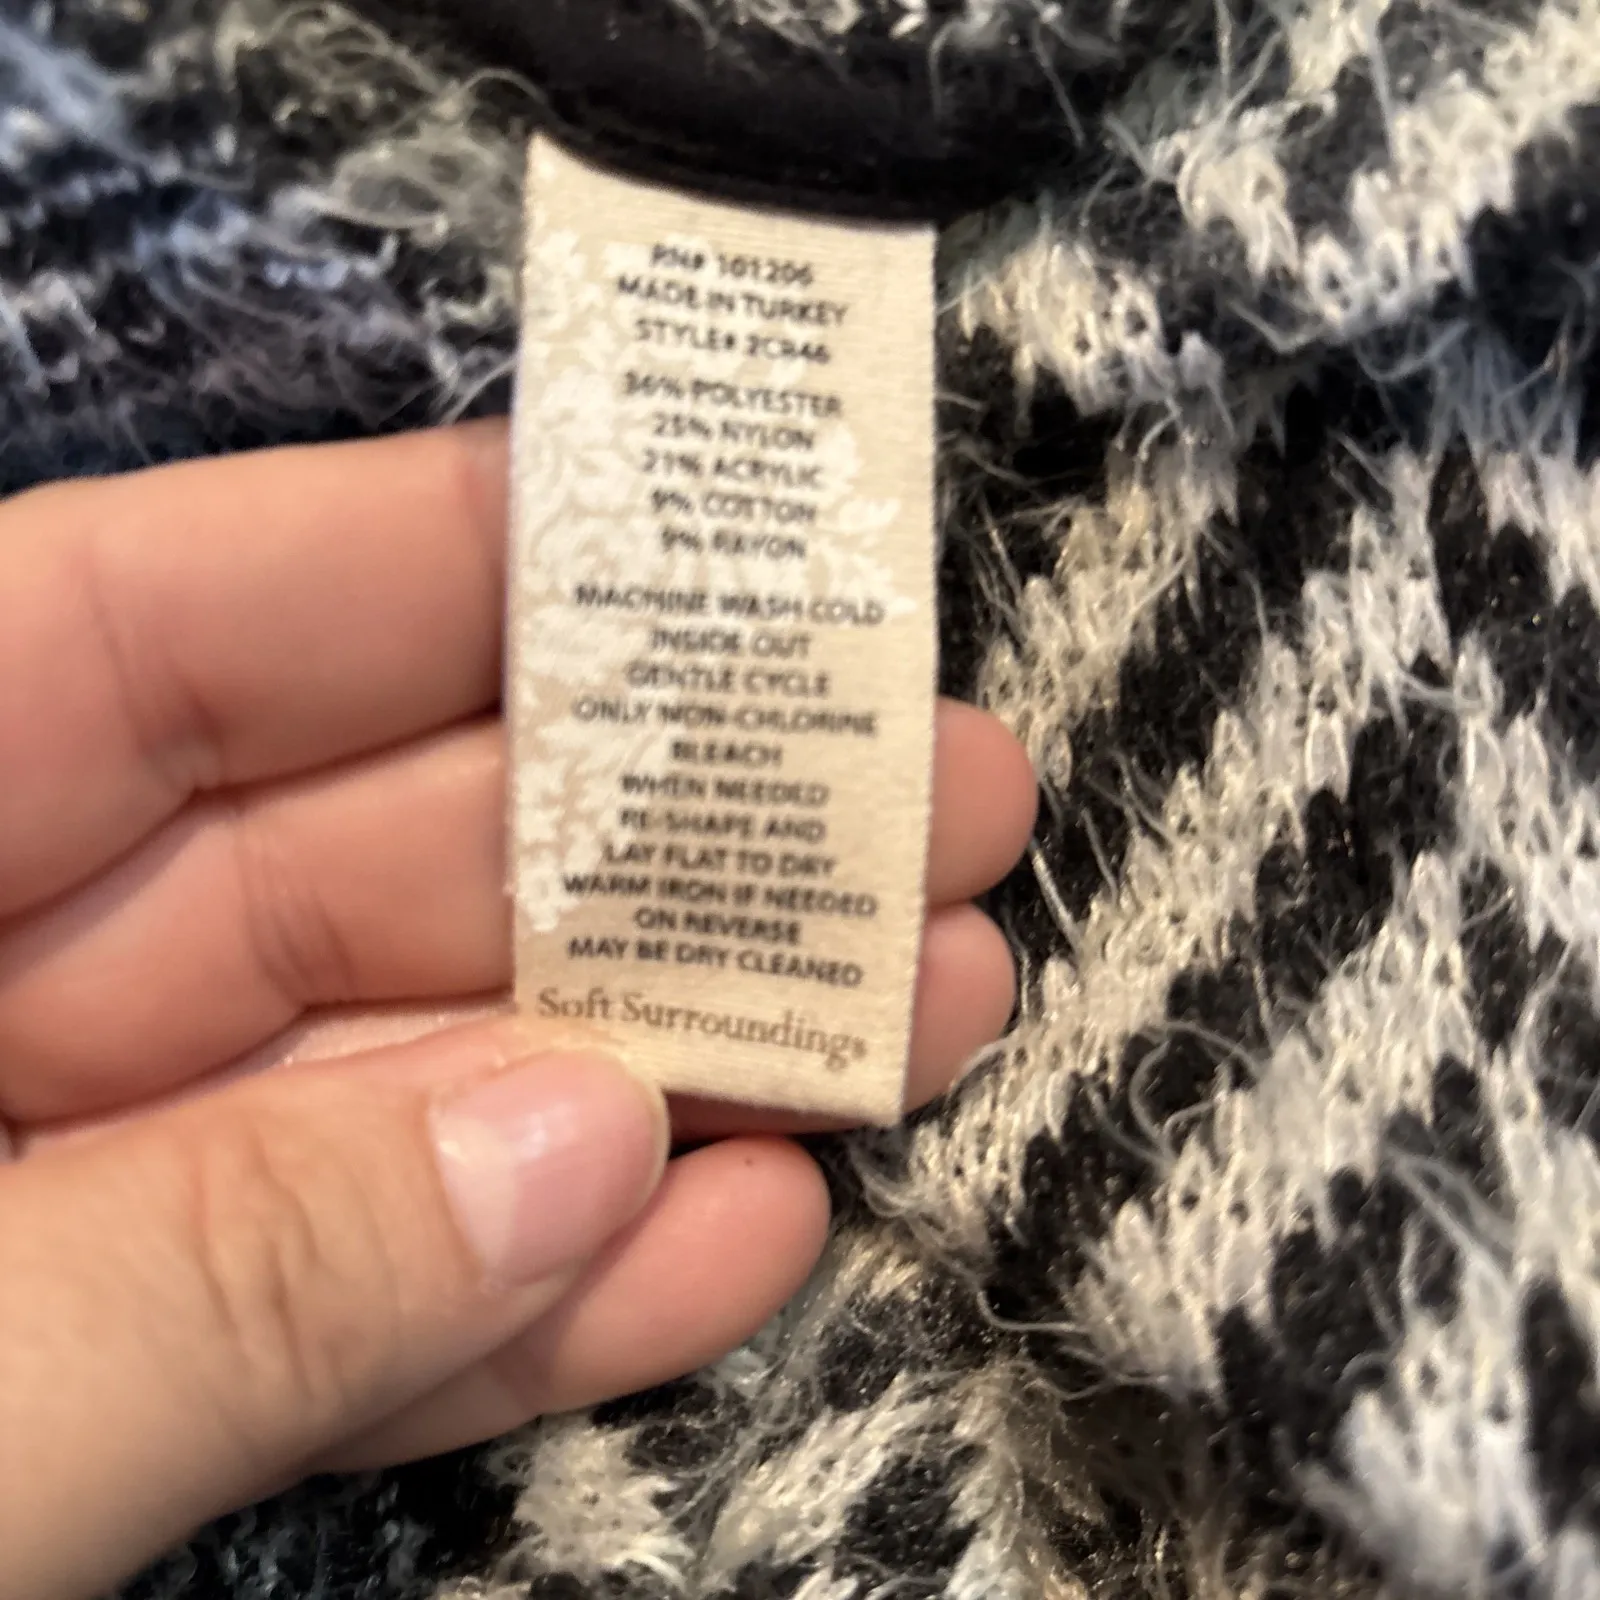 RN# 101206
MADE IN TURKEY
STYLE# 2CB46
36% POLYESTER
25% NYLON
21% ACRYLIC
9% COTTON
9% RAYON
MACHINE WASH COLD
INSIDE OUT
GENTLE CYCLE
ONLY NON-CHLORINE
BLEACH
WHEN NEEDED
RE-SHAPE AND
LAY FLAT TO DRY
WARM IRON IF NEEDED
ON REVERSE
MAY BE DRY CLEANED
Soft Surroundings